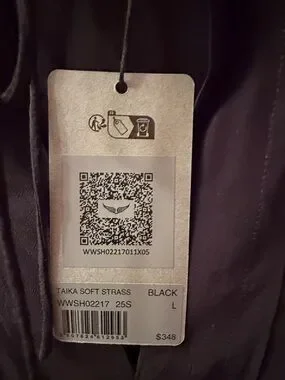 WWSH02217011X05
TAIKA SOFT STRASS BLACK
WWSH02217 25S L
$348